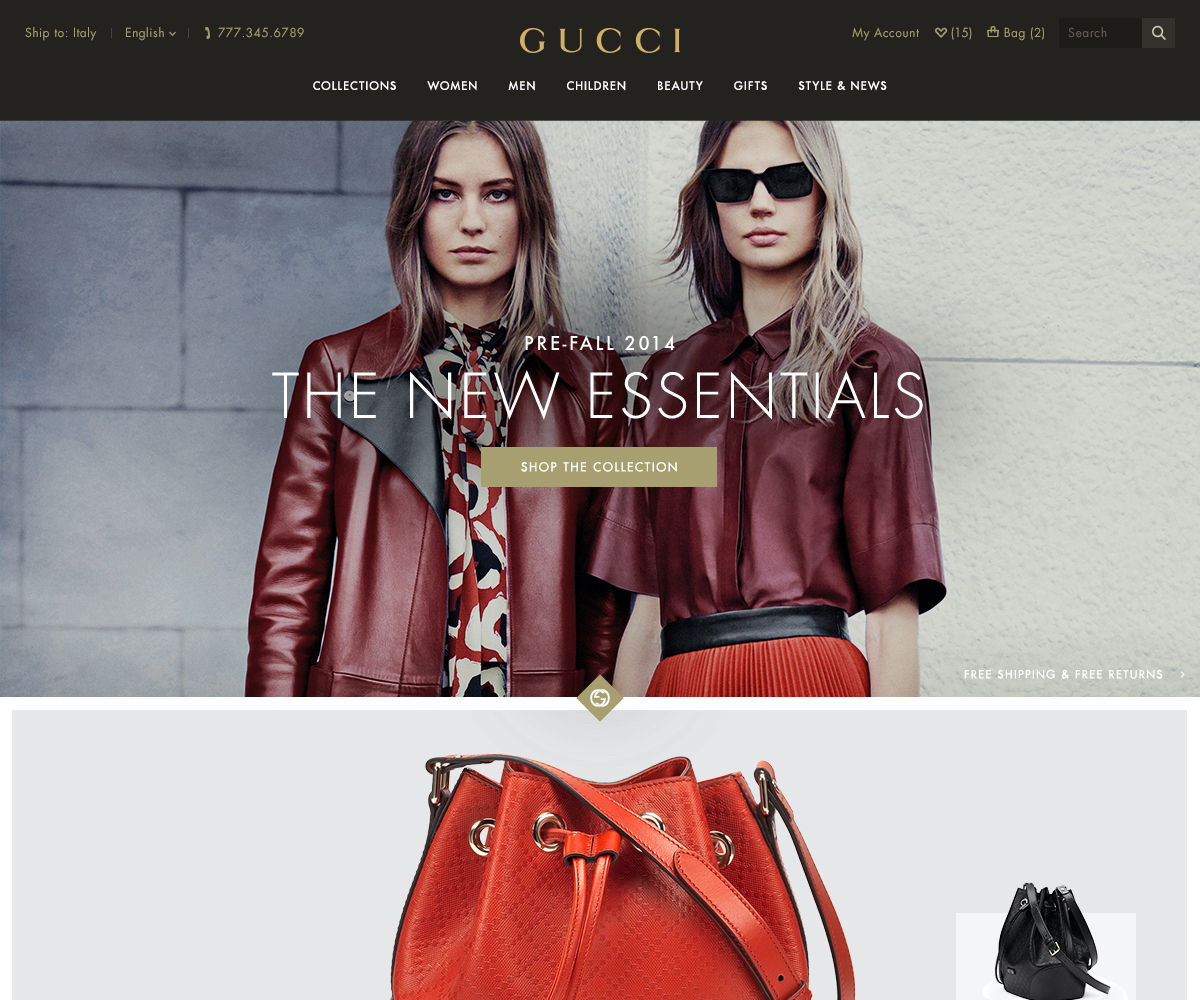 Ship to: Italy
English
777.345.6789
GUCCI
My Account
(15)
Bag (2)
Search
COLLECTIONS
WOMEN
MEN
CHILDREN
BEAUTY
GIFTS
STYLE & NEWS
PRE-FALL 2014
THE NEW ESSENTIALS
SHOP THE COLLECTION
FREE SHIPPING & FREE RETURNS